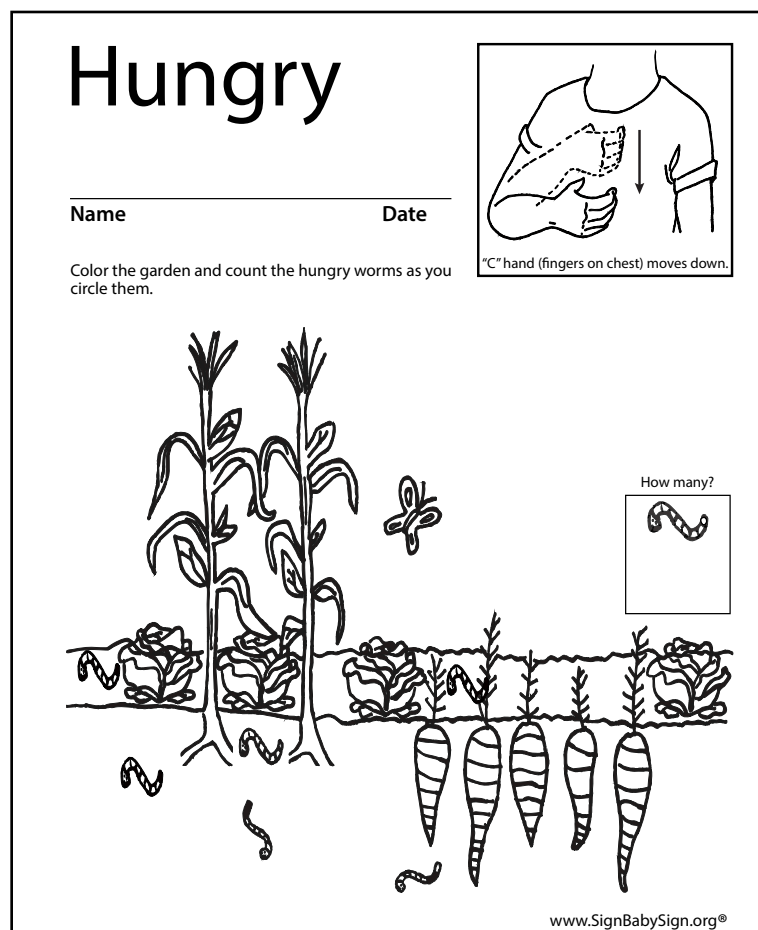 Hungry
Name Date
"C" hand (fingers on chest) moves down.
Color the garden and count the hungry worms as you
circle them.
How many?
www.SignBabySign.org®